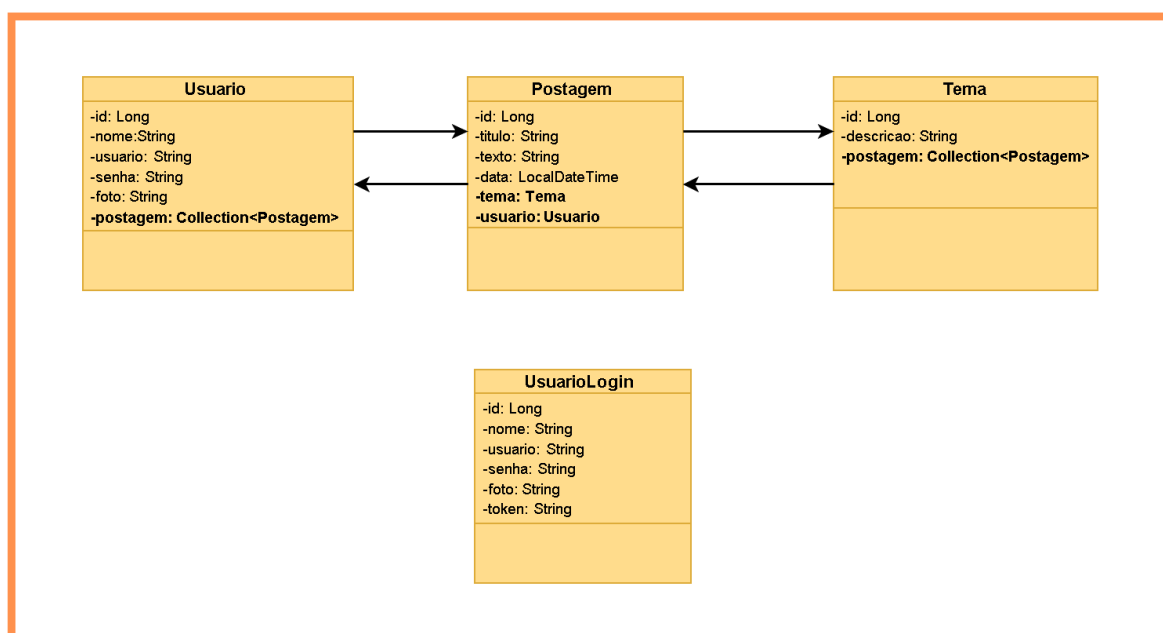 Usuario
-id: Long
-nome:String
-usuario: String
-senha: String
-foto: String
-postagem: Collection<Postagem>
Postagem
-id: Long
-titulo: String
-texto: String
-data: LocalDateTime
-tema: Tema
-usuario: Usuario
Tema
-id: Long
-descricao: String
-postagem: Collection<Postagem>
UsuarioLogin
-id: Long
-nome: String
-usuario: String
-senha: String
-foto: String
-token: String